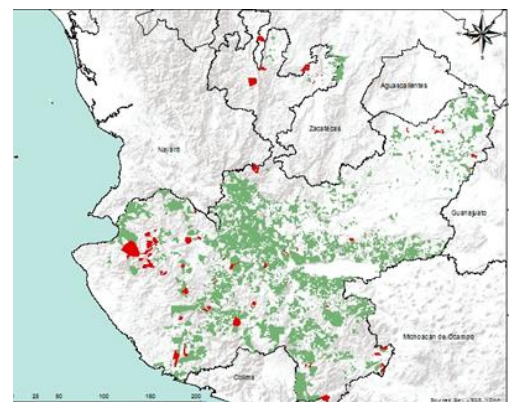 Aguascalientes
Zacatecas
Nayarit
Guanajuato
Michoacán de Ocampo
Colima
25 50 100 150 200